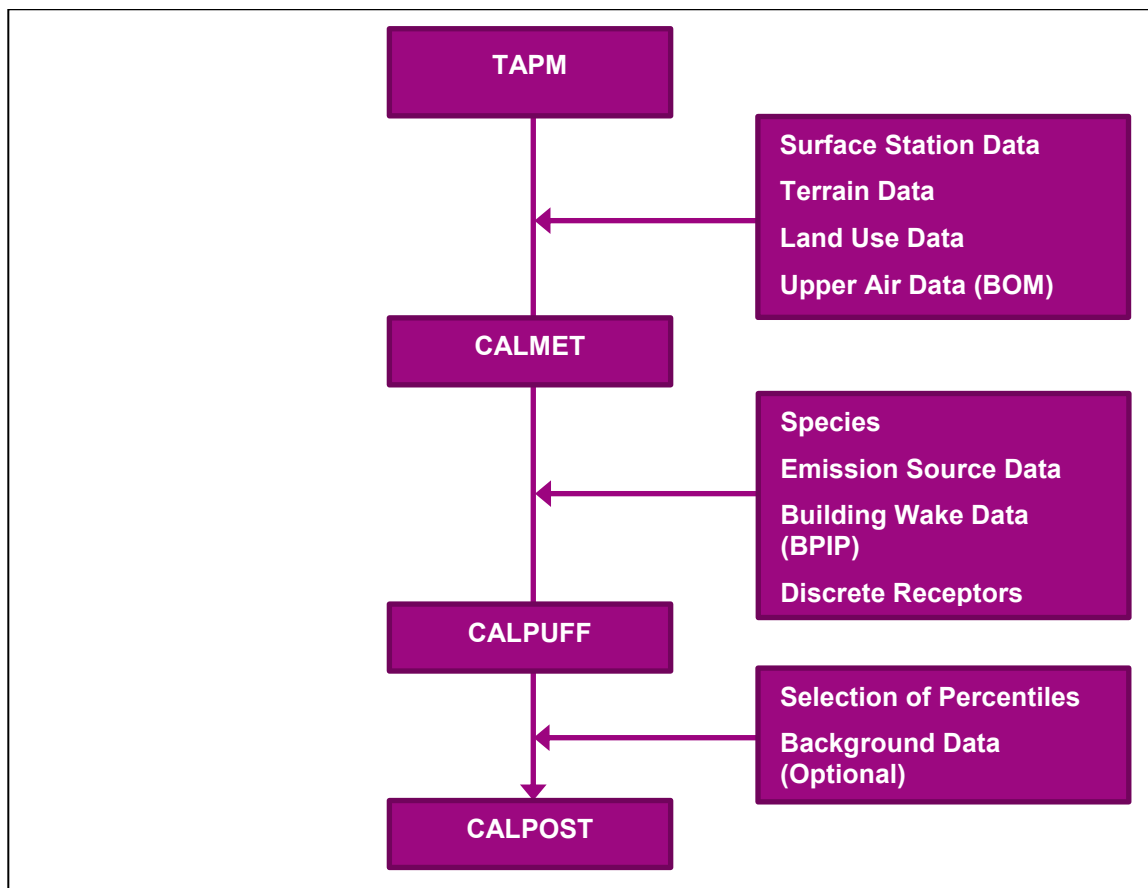 TAPM
Surface Station Data
Terrain Data
Land Use Data
Upper Air Data (BOM)
CALMET
Species
Emission Source Data
Building Wake Data
(BPIP)
Discrete Receptors
CALPUFF
Selection of Percentiles
Background Data
(Optional)
CALPOST